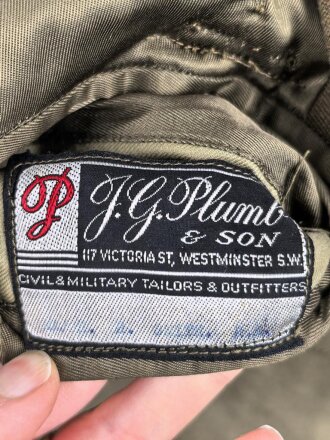 P
J.G. Plumb
& SON
117 VICTORIA ST, WESTMINSTER S.W.
CIVIL & MILITARY TAILORS & OUTFITTERS